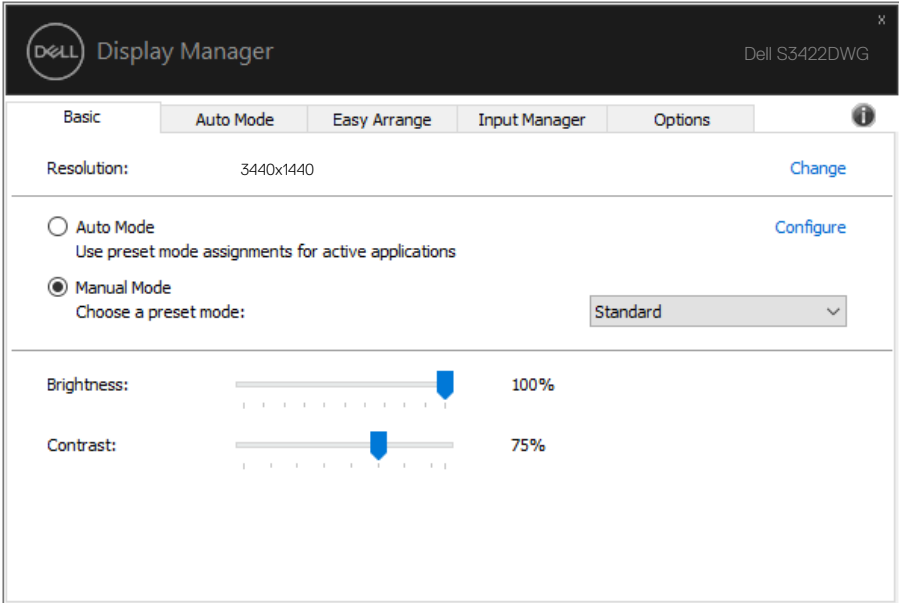 DELL Display Manager
x
Dell S3422DWG
Basic
Auto Mode
Easy Arrange
Input Manager
Options
i
Resolution:
3440x1440
Change
Auto Mode
Configure
Use preset mode assignments for active applications
Manual Mode
Choose a preset mode:
Standard
Brightness:
100%
Contrast:
75%